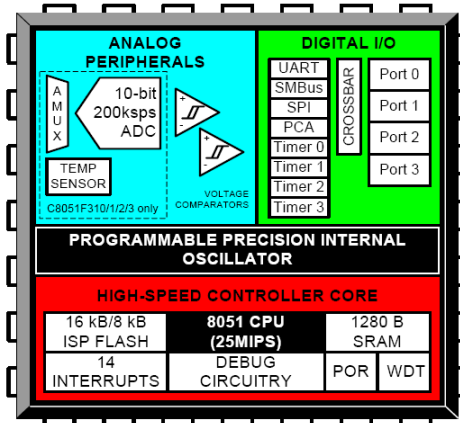 ANALOG
PERIPHERALS
AMUX
10-bit
200ksps
ADC
TEMP
SENSOR
C8051F310/1/2/3 only
+
-
+
-
VOLTAGE
COMPARATORS
DIGITAL I/O
UART
SMBus
SPI
PCA
Timer 0
Timer 1
Timer 2
Timer 3
CROSSBAR
Port 0
Port 1
Port 2
Port 3
PROGRAMMABLE PRECISION INTERNAL
OSCILLATOR
HIGH-SPEED CONTROLLER CORE
16 kB/8 kB
ISP FLASH
8051 CPU
(25MIPS)
1280 B
SRAM
14
INTERRUPTS
DEBUG
CIRCUITRY
POR
WDT